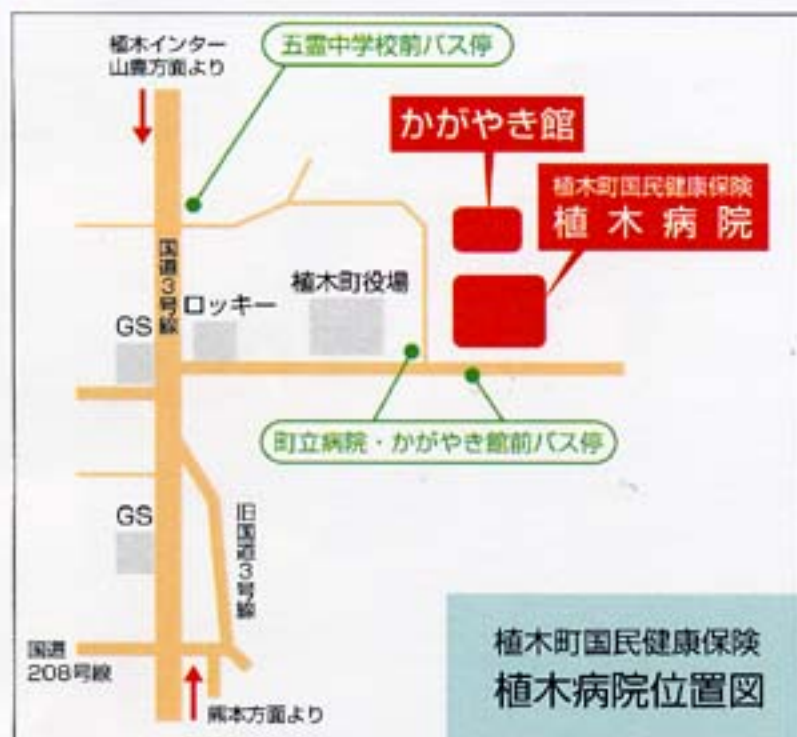 植木インター
山鹿方面より
五霊中学校前バス停
かがやき館
植木町国民健康保険
植木病院
国道3号線
ロッキー
植木町役場
GS
町立病院・かがやき館前バス停
GS
旧国道3号線
国道
208号線
熊本方面より
植木町国民健康保険
植木病院位置図